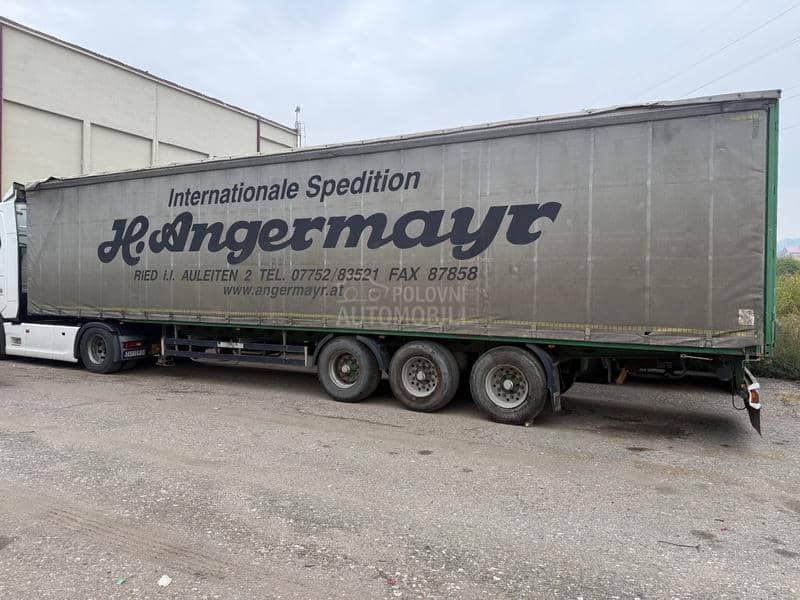 Internationale Spedition
H. Angermayr
RIED i.I. AULEITEN 2 TEL. 07752/83521 FAX 87858
www.angermayr.at
POLOVNI
AUTOMOBILI